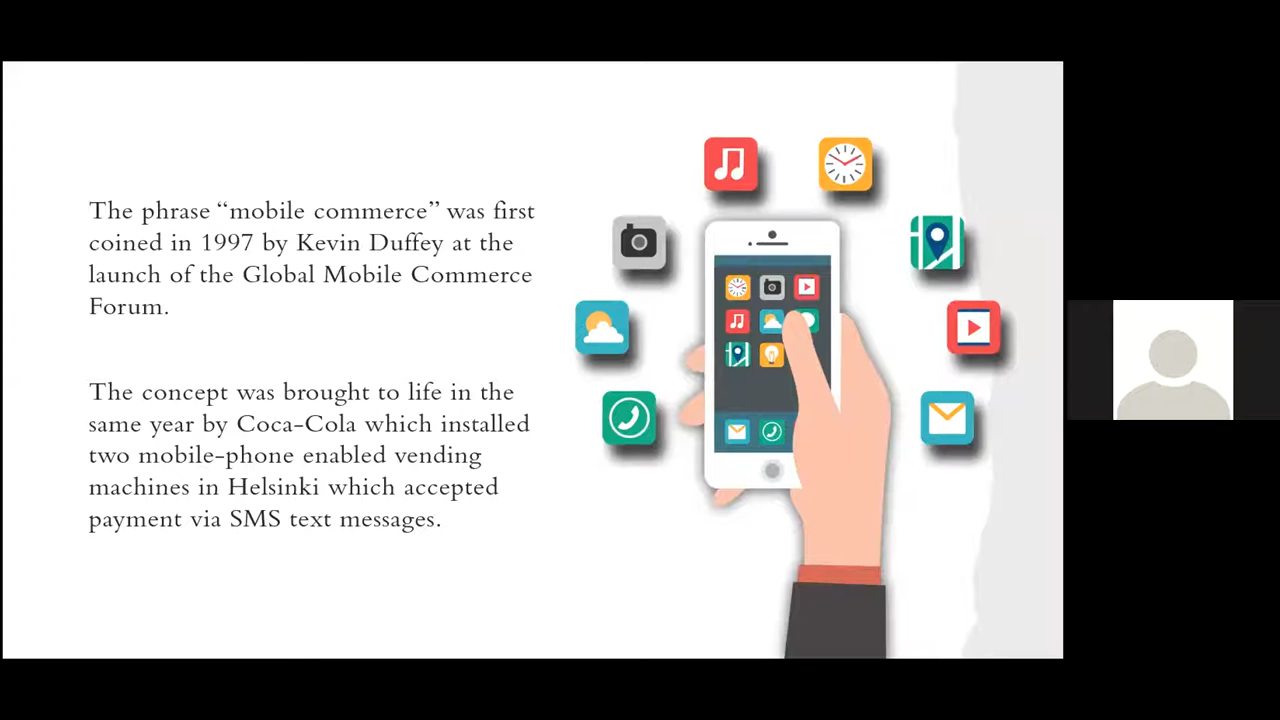 The phrase “mobile commerce” was first
coined in 1997 by Kevin Duffey at the
launch of the Global Mobile Commerce
Forum.
The concept was brought to life in the
same year by Coca-Cola which installed
two mobile-phone enabled vending
machines in Helsinki which accepted
payment via SMS text messages.